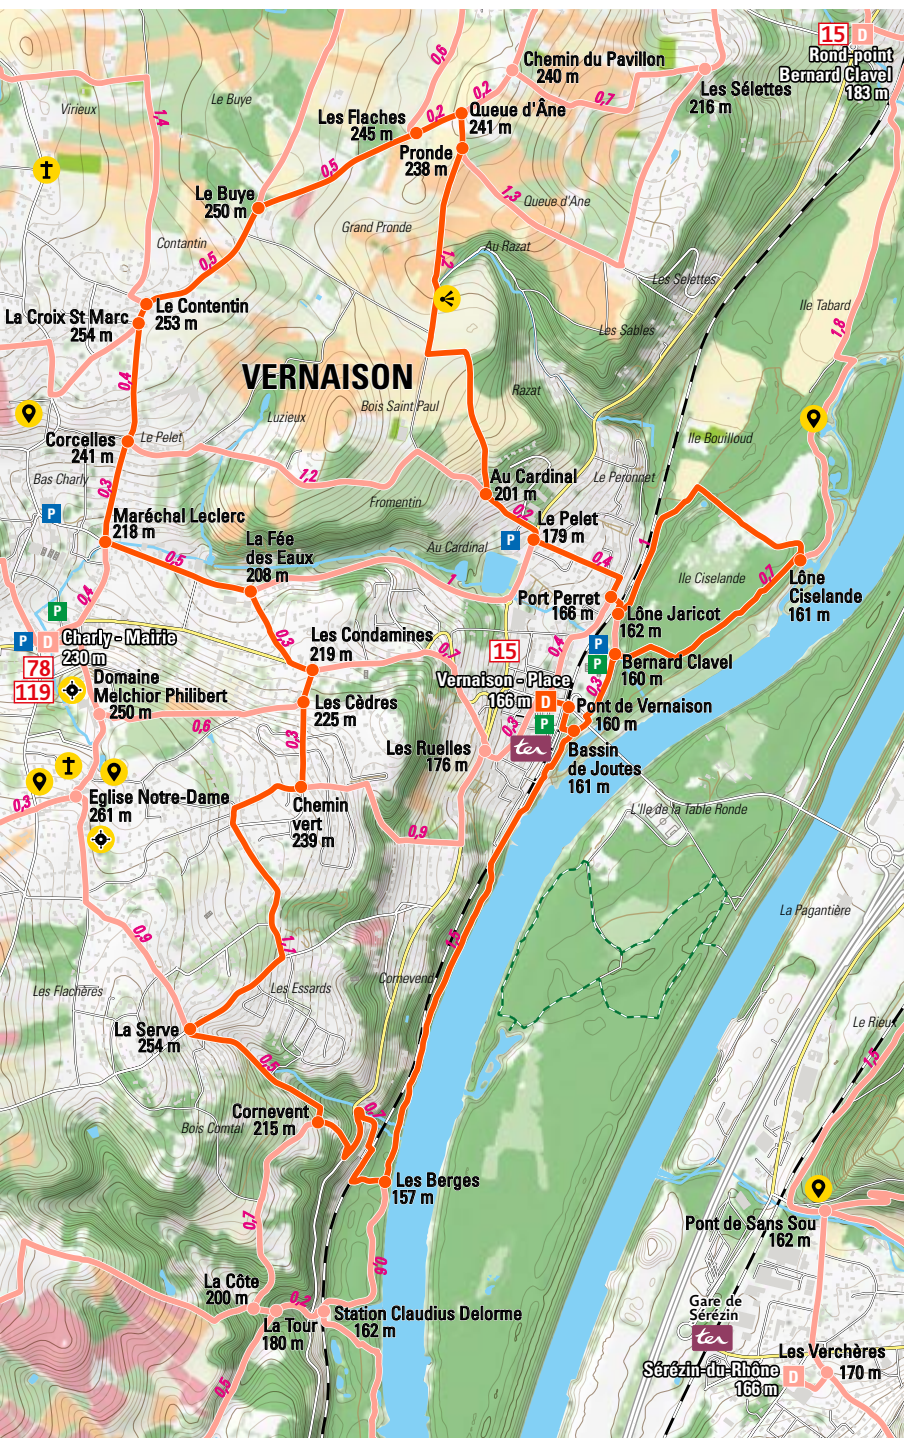 15
D
Rond-point
Bernard Clavel
183 m
0,6
Chemin du Pavillon
240 m
Le Buye
Virieux
1,4
0,2
0,7
Les Sélettes
216 m
Les Flaches
245 m
0,2
Queue d'Âne
241 m
Pronde
238 m
0,5
1,3
Queue d'Ane
Le Buye
250 m
Grand Pronde
Contantin
0,5
1,2
Au Razat
Les Selettes
Ile Tabard
1,8
La Croix St Marc
254 m
Le Contentin
253 m
Les Sables
VERNAISON
0,4
Razat
Bois Saint Paul
Luzieux
Corcelles
241 m
Le Pelet
Ile Bouilloud
Bas Charly
0,3
1,2
Fromentin
Au Cardinal
201 m
Le Peronnet
P
Maréchal Leclerc
218 m
0,2
Le Pelet
179 m
P
La Fée
des Eaux
208 m
0,5
Au Cardinal
1
0,4
1
Ile Ciselande
0,7
Lône
Ciselande
161 m
0,4
P
Port Perret
166 m
Lône Jaricot
162 m
P
D
Charly - Mairie
230 m
0,3
Les Condamines
219 m
0,7
15
0,4
P
P
Bernard Clavel
160 m
78
119
Domaine
Melchior Philibert
250 m
Vernaison - Place
166 m
D
0,3
Pont de Vernaison
160 m
Les Cèdres
225 m
0,6
0,3
P
0,3
ter
Les Ruelles
176 m
Bassin
de Joutes
161 m
0,3
Eglise Notre-Dame
261 m
Chemin
vert
239 m
0,9
L'Ile de la Table Ronde
La Pagantière
0,9
1,1
1,5
Les Flachères
Les Essards
Cornevend
La Serve
254 m
Le Rieux
0,5
1,5
Cornevent
215 m
0,7
Bois Comtal
Les Berges
157 m
0,7
Pont de Sans Sou
162 m
0,6
La Côte
200 m
0,2
La Tour
180 m
Station Claudius Delorme
162 m
Gare de
Sérézin
ter
Les Verchères
170 m
Sérézin-du-Rhône
166 m
D
0,5